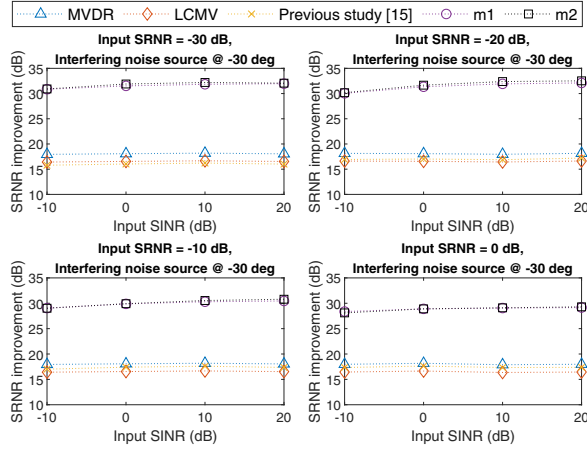 MVDR LCMV Previous study [15] m1 m2
Input SRNR = -30 dB,
Interfering noise source @ -30 deg
SRNR improvement (dB)
35
30
25
20
15
10
-10 0 10 20
Input SINR (dB)
Input SRNR = -20 dB,
Interfering noise source @ -30 deg
SRNR improvement (dB)
35
30
25
20
15
10
-10 0 10 20
Input SINR (dB)
Input SRNR = -10 dB,
Interfering noise source @ -30 deg
SRNR improvement (dB)
35
30
25
20
15
10
-10 0 10 20
Input SINR (dB)
Input SRNR = 0 dB,
Interfering noise source @ -30 deg
SRNR improvement (dB)
35
30
25
20
15
10
-10 0 10 20
Input SINR (dB)